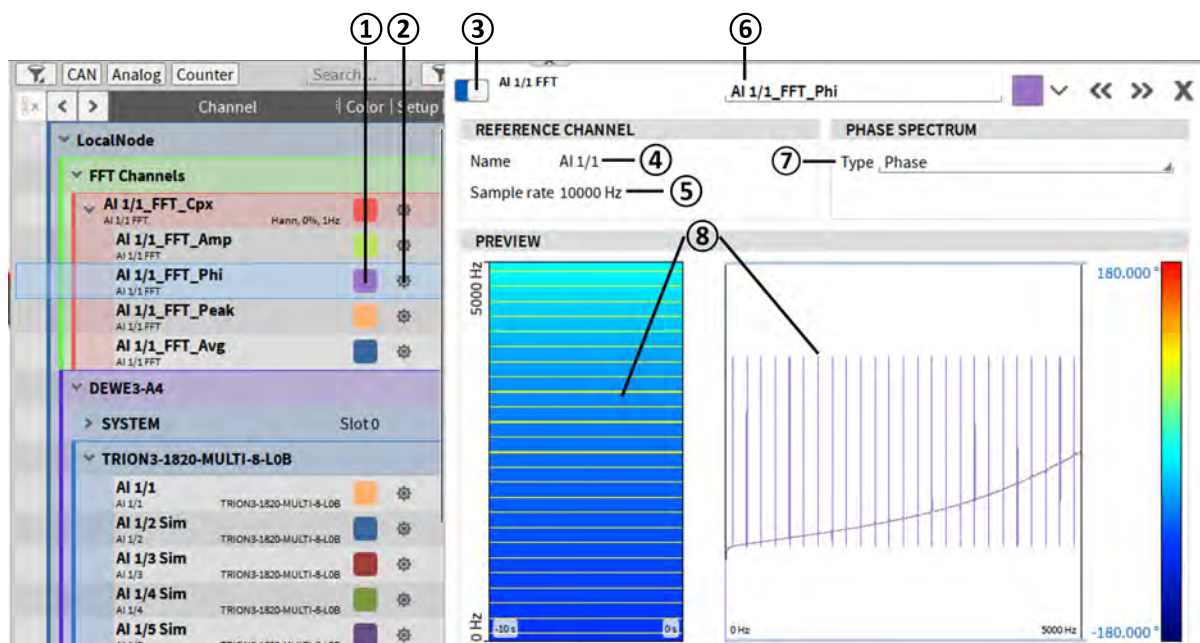 ① ② ③ ⑥
CAN Analog Counter Search...
Channel Color Setup
LocalNode
FFT Channels
AI 1/1_FFT_Cpx
AI 1/1 FFT Hann, 0%, 1Hz
AI 1/1_FFT_Amp
AI 1/1 FFT
AI 1/1_FFT_Phi
AI 1/1 FFT
AI 1/1_FFT_Peak
AI 1/1 FFT
AI 1/1_FFT_Avg
AI 1/1 FFT
DEWE3-A4
SYSTEM Slot 0
TRION3-1820-MULTI-8-L0B
AI 1/1
AI 1/1 TRION3-1820-MULTI-8-L0B
AI 1/2 Sim
AI 1/2 TRION3-1820-MULTI-8-L0B
AI 1/3 Sim
AI 1/3 TRION3-1820-MULTI-8-L0B
AI 1/4 Sim
AI 1/4 TRION3-1820-MULTI-8-L0B
AI 1/5 Sim
AI 1/1 FFT
AI 1/1_FFT_Phi
X
REFERENCE CHANNEL
Name AI 1/1 ④
Sample rate 10000 Hz ⑤
PHASE SPECTRUM
⑦ Type Phase
PREVIEW
⑧
5000 Hz
0 Hz
-10 s 0 s
180.000 °
-180.000 °
0 Hz 5000 Hz